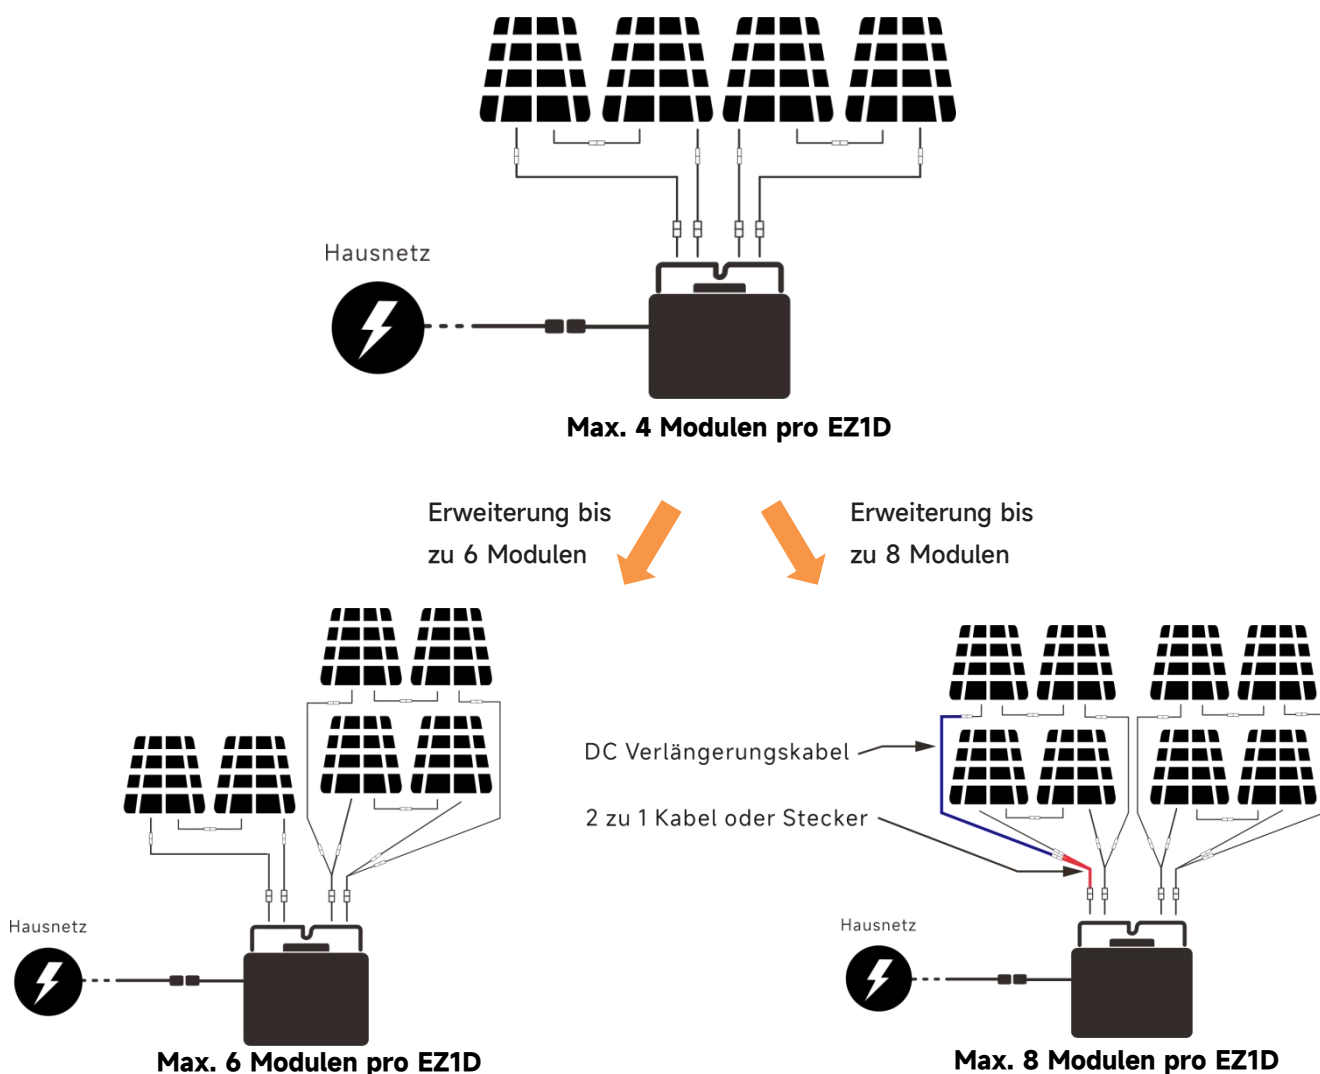 Hausnetz
Max. 4 Modulen pro EZ1D
Erweiterung bis
zu 6 Modulen
Erweiterung bis
zu 8 Modulen
DC Verlängerungskabel
2 zu 1 Kabel oder Stecker
Hausnetz
Max. 6 Modulen pro EZ1D
Hausnetz
Max. 8 Modulen pro EZ1D